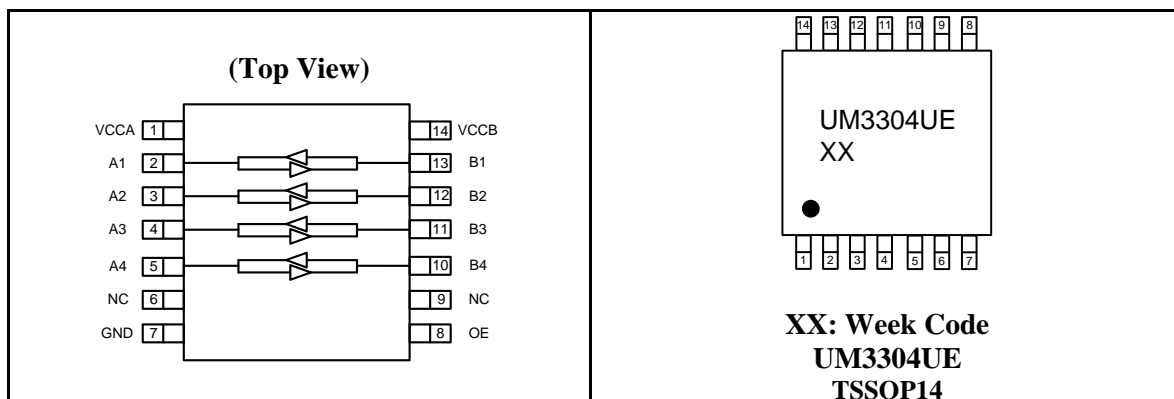 (Top View)
VCCA 1 14 VCCB
A1 2 13 B1
A2 3 12 B2
A3 4 11 B3
A4 5 10 B4
NC 6 9 NC
GND 7 8 OE
14 13 12 11 10 9 8
UM3304UE
XX
1 2 3 4 5 6 7
XX: Week Code
UM3304UE
TSSOP14